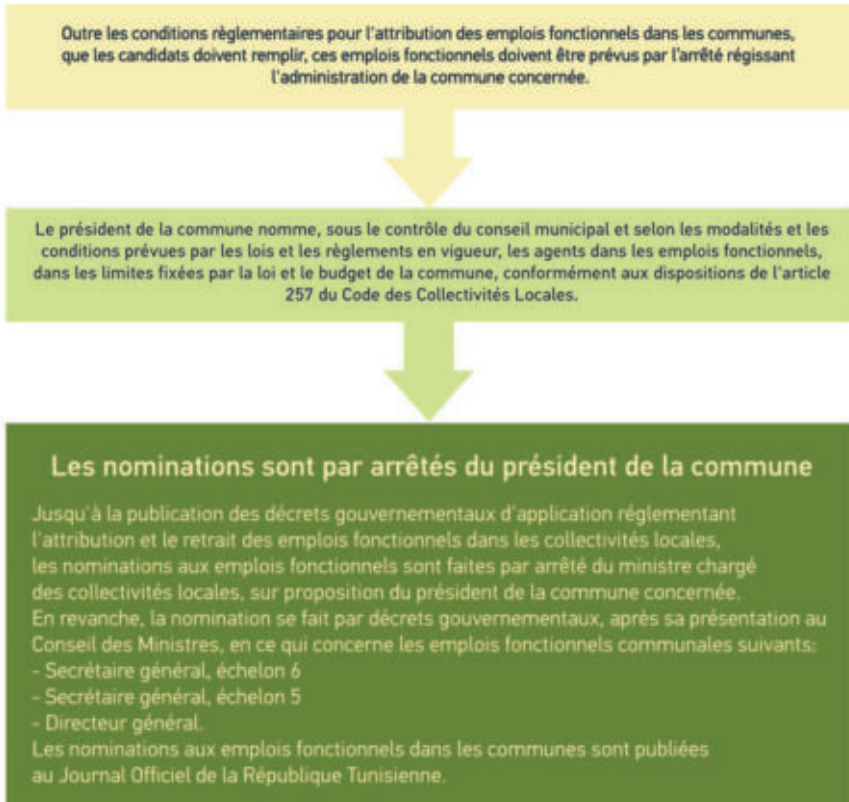 Outre les conditions règlementaires pour l'attribution des emplois fonctionnels dans les communes,
que les candidats doivent remplir, ces emplois fonctionnels doivent être prévus par l'arrêté régissant
l'administration de la commune concernée.
Le président de la commune nomme, sous le contrôle du conseil municipal et selon les modalités et les
conditions prévues par les lois et les règlements en vigueur, les agents dans les emplois fonctionnels,
dans les limites fixées par la loi et le budget de la commune, conformément aux dispositions de l'article
257 du Code des Collectivités Locales.
Les nominations sont par arrêtés du président de la commune
Jusqu'à la publication des décrets gouvernementaux d'application réglementant
l'attribution et le retrait des emplois fonctionnels dans les collectivités locales,
les nominations aux emplois fonctionnels sont faites par arrêté du ministre chargé
des collectivités locales, sur proposition du président de la commune concernée.
En revanche, la nomination se fait par décrets gouvernementaux, après sa présentation au
Conseil des Ministres, en ce qui concerne les emplois fonctionnels communales suivants:
- Secrétaire général, échelon 6
- Secrétaire général, échelon 5
- Directeur général.
Les nominations aux emplois fonctionnels dans les communes sont publiées
au Journal Officiel de la République Tunisienne.